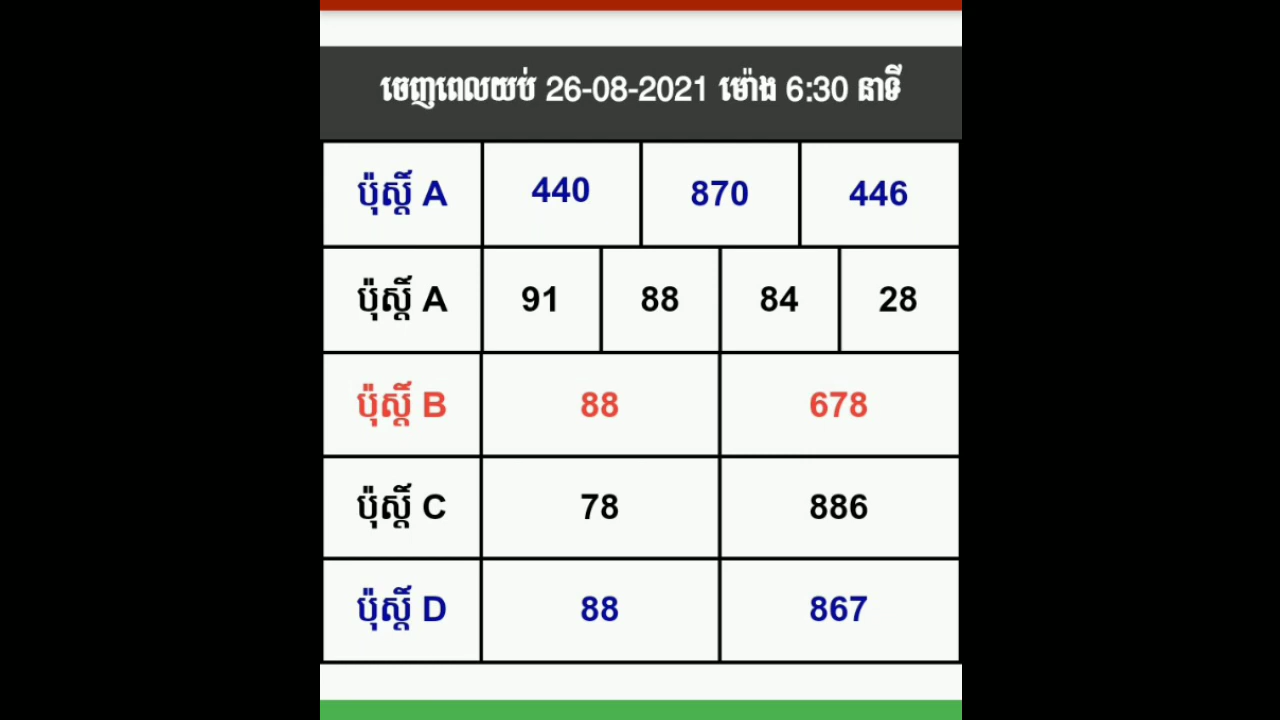 ចេញពេលយប់ 26-08-2021 ម៉ោង 6:30 នាទី
ប៉ុស្តិ៍ A 440 870 446
ប៉ុស្តិ៍ A 91 88 84 28
ប៉ុស្តិ៍ B 88 678
ប៉ុស្តិ៍ C 78 886
ប៉ុស្តិ៍ D 88 867